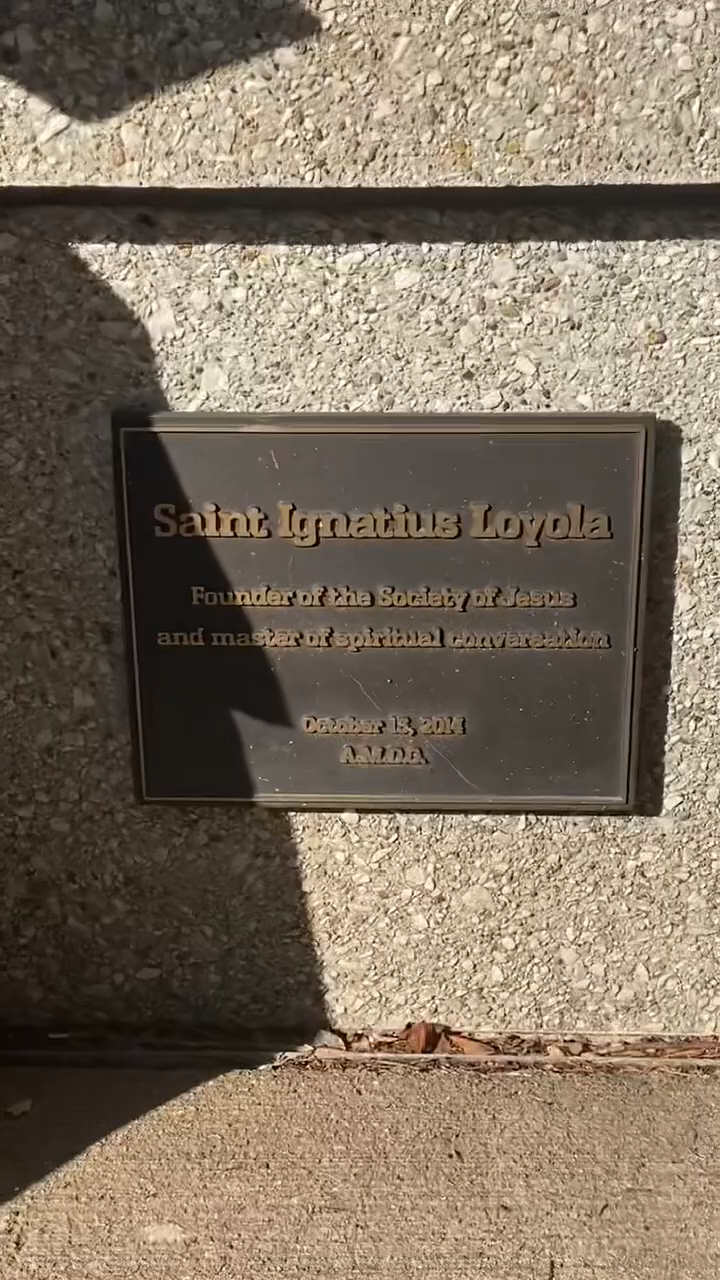 Saint Ignatius Loyola
Founder of the Society of Jesus
and master of spiritual conversation
October 13, 2014
A.M.D.G.